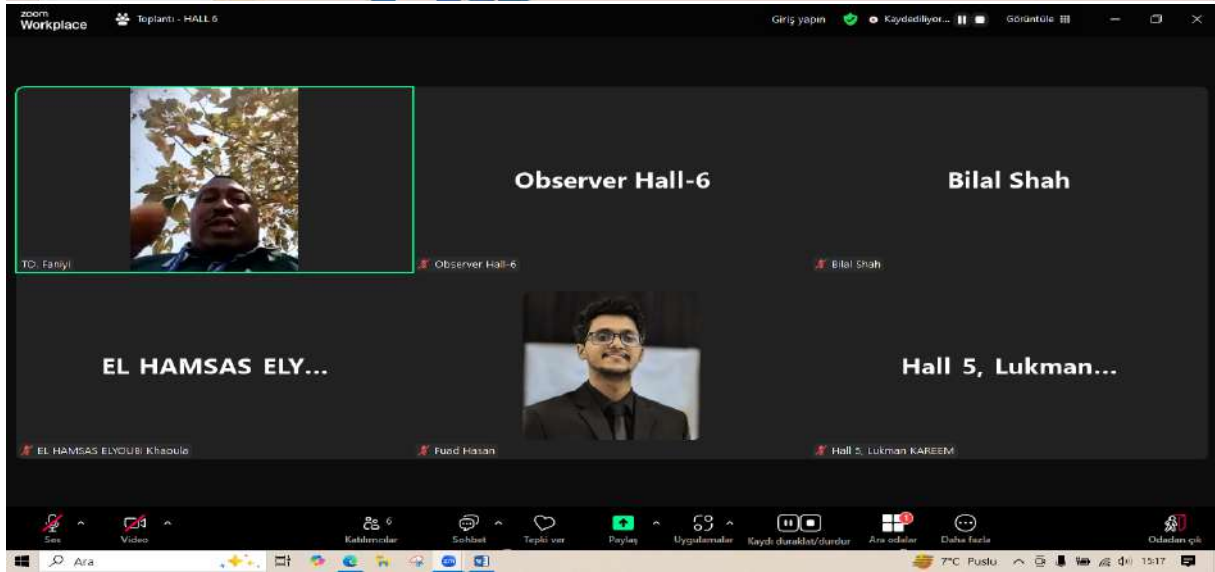 zoom
Workplace
Toplantı - HALL 6
Giriş yapın
Kaydediliyor...
Görüntüle
Observer Hall-6
Bilal Shah
TO. Faniyi
Observer Hall-6
Bilal Shah
EL HAMSAS ELY...
Hall 5, Lukman...
EL HAMSAS ELYOUBI Khaoula
Fuad Hasan
Hall 5, Lukman KAREEM
6
1
Ses
Video
Katılımcılar
Sohbet
Tepki ver
Paylaş
Uygulamalar
Kaydı duraklat/durdur
Ara odalar
Daha fazla
Odadan çık
Ara
7°C Puslu
15:17